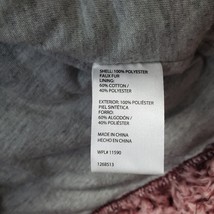 SHELL: 100% POLYESTER
FAUX FUR
LINING:
60% COTTON /
40% POLYESTER
EXTERIOR: 100% POLIÉSTER
PIEL SINTÉTICA
FORRO:
60% ALGODÓN /
40% POLIÉSTER
MADE IN CHINA
HECHO EN CHINA
WPL# 11590
1268513